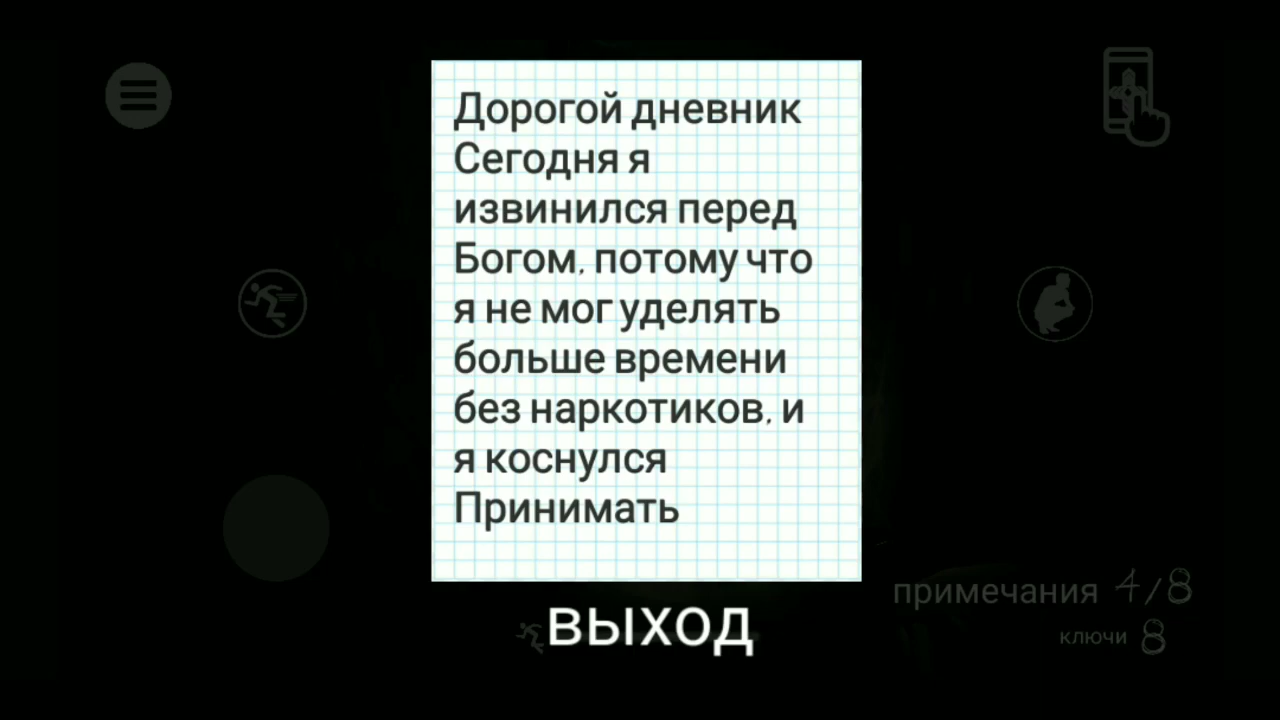 Дорогой дневник
Сегодня я
извинился перед
Богом, потому что
я не мог уделять
больше времени
без наркотиков, и
я коснулся
Принимать
выход
примечания 4/8
ключи 8